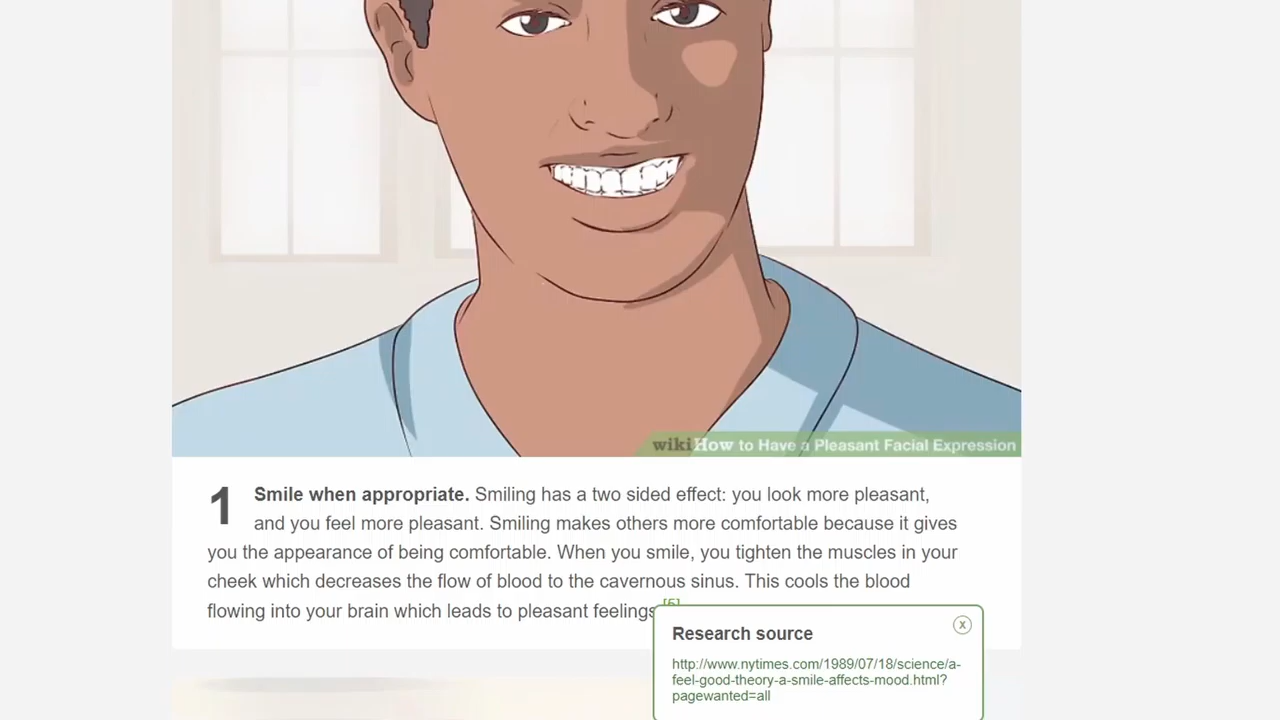 wikiHow to Have a Pleasant Facial Expression
1 Smile when appropriate. Smiling has a two sided effect: you look more pleasant,
and you feel more pleasant. Smiling makes others more comfortable because it gives
you the appearance of being comfortable. When you smile, you tighten the muscles in your
cheek which decreases the flow of blood to the cavernous sinus. This cools the blood
flowing into your brain which leads to pleasant feelings [5]
Research source
x
http://www.nytimes.com/1989/07/18/science/a-
feel-good-theory-a-smile-affects-mood.html?
pagewanted=all